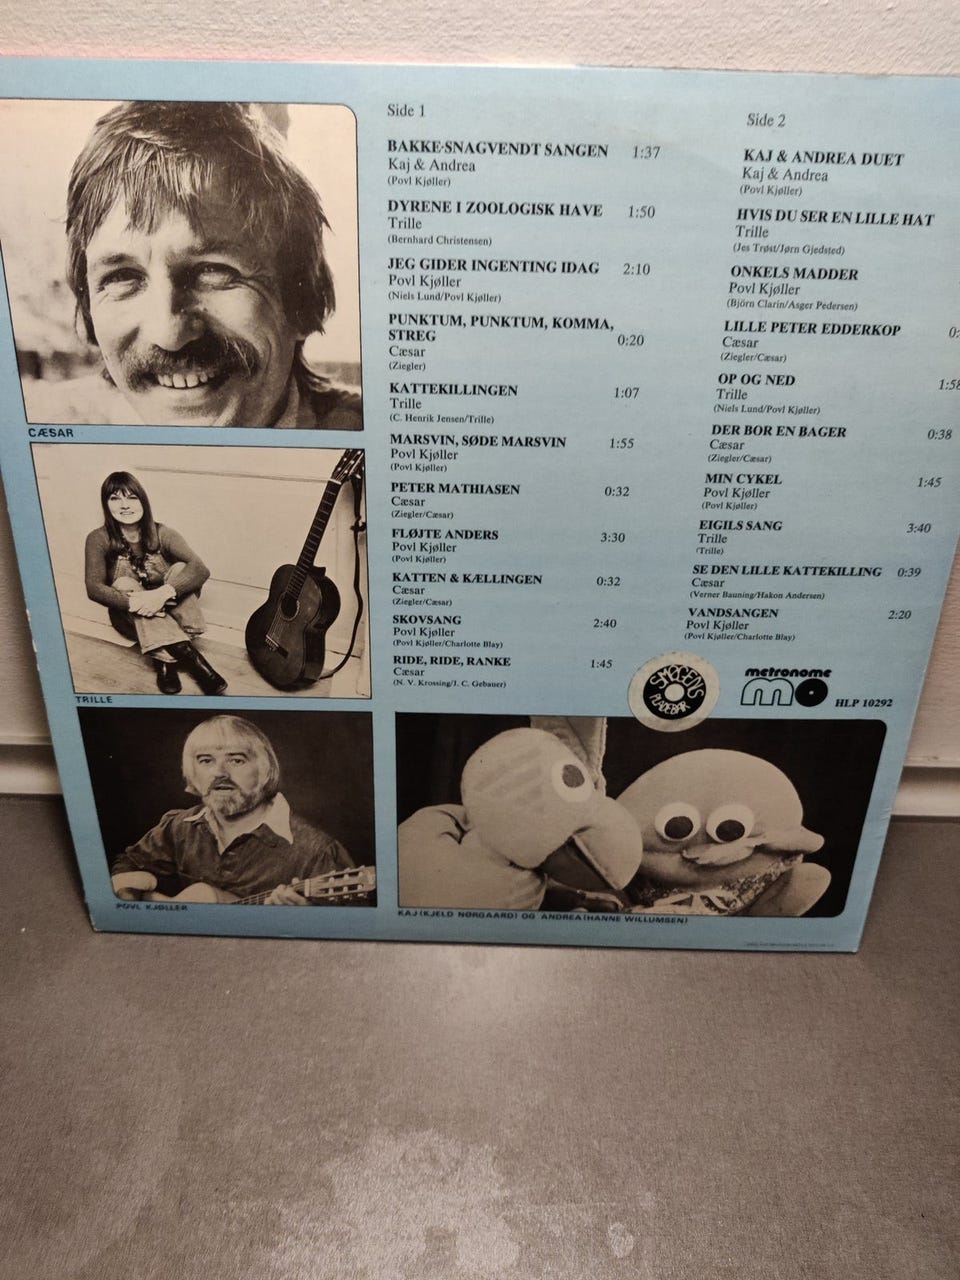 Side 1
BAKKE-SNAGVENDT SANGEN 1:37
Kaj & Andrea
(Povl Kjøller)
DYRENE I ZOOLOGISK HAVE 1:50
Trille
(Bernhard Christensen)
JEG GIDER INGENTING IDAG 2:10
Povl Kjøller
(Niels Lund/Povl Kjøller)
PUNKTUM, PUNKTUM, KOMMA,
STREG 0:20
Cæsar
(Ziegler)
KATTEKILLINGEN 1:07
Trille
(C. Henrik Jensen/Trille)
MARSVIN, SØDE MARSVIN 1:55
Povl Kjøller
(Povl Kjøller)
PETER MATHIASEN 0:32
Cæsar
(Ziegler/Cæsar)
FLØJTE ANDERS 3:30
Povl Kjøller
(Povl Kjøller)
KATTEN & KÆLLINGEN 0:32
Cæsar
(Ziegler/Cæsar)
SKOVSANG 2:40
Povl Kjøller
(Povl Kjøller/Charlotte Blay)
RIDE, RIDE, RANKE 1:45
Cæsar
(N. V. Krossing/J. C. Gebauer)
Side 2
KAJ & ANDREA DUET
Kaj & Andrea
(Povl Kjøller)
HVIS DU SER EN LILLE HAT
Trille
(Jes Trøst/Jørn Gjedsted)
ONKELS MADDER
Povl Kjøller
(Björn Clarin/Asger Pedersen)
LILLE PETER EDDERKOP 0:
Cæsar
(Ziegler/Cæsar)
OP OG NED 1:58
Trille
(Niels Lund/Povl Kjøller)
DER BOR EN BAGER 0:38
Cæsar
(Ziegler/Cæsar)
MIN CYKEL 1:45
Povl Kjøller
(Povl Kjøller)
EIGILS SANG 3:40
Trille
(Trille)
SE DEN LILLE KATTEKILLING 0:39
Cæsar
(Verner Bauning/Hakon Andersen)
VANDSANGEN 2:20
Povl Kjøller
(Povl Kjøller/Charlotte Blay)
SMOGENS
PLADEBAR
metronome
HLP 10292
CÆSAR
TRILLE
POVL KJØLLER
KAJ (KJELD NØRGAARD) OG ANDREA (HANNE WILLUMSEN)